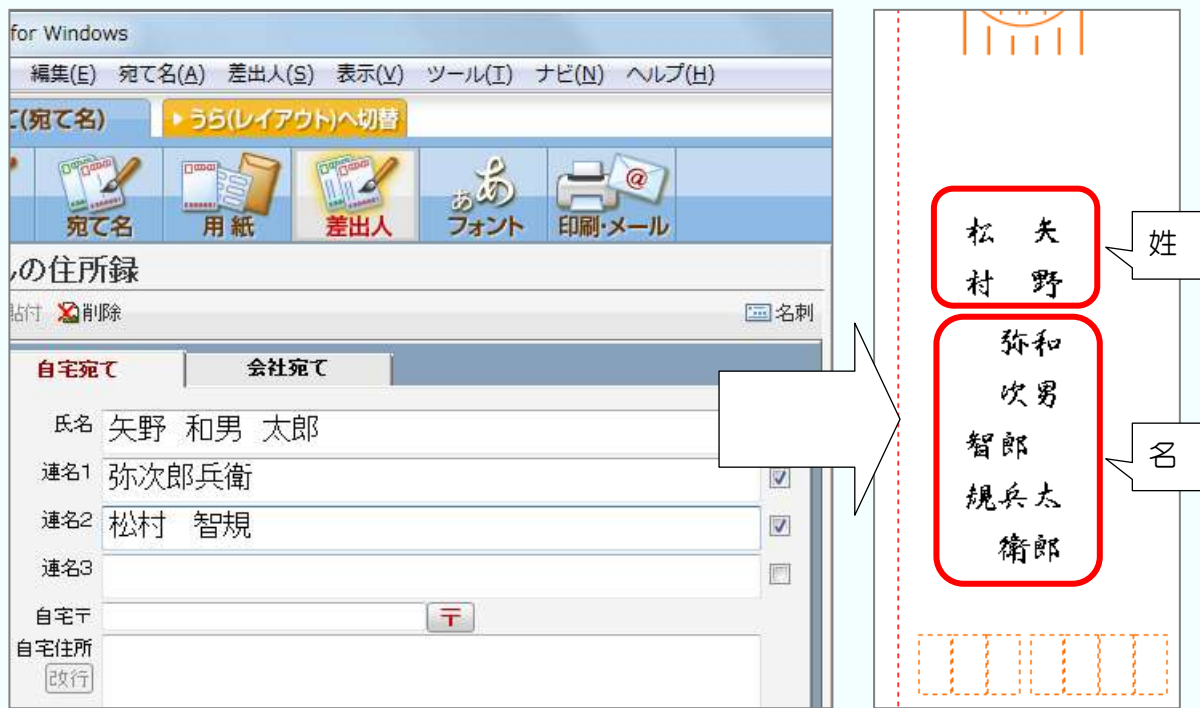 for Windows
編集(E) 宛て名(A) 差出人(S) 表示(V) ツール(T) ナビ(N) ヘルプ(H)
て(宛て名)
うら(レイアウト)へ切替
宛て名
用紙
差出人
フォント
印刷・メール
んの住所録
貼付 削除 名刺
自宅宛て 会社宛て
氏名 矢野 和男 太郎
連名1 弥次郎兵衛
連名2 松村 智規
連名3
自宅〒 〒
自宅住所
改行
矢野
和男 太郎
弥次郎兵衛
松村
智規
姓
名